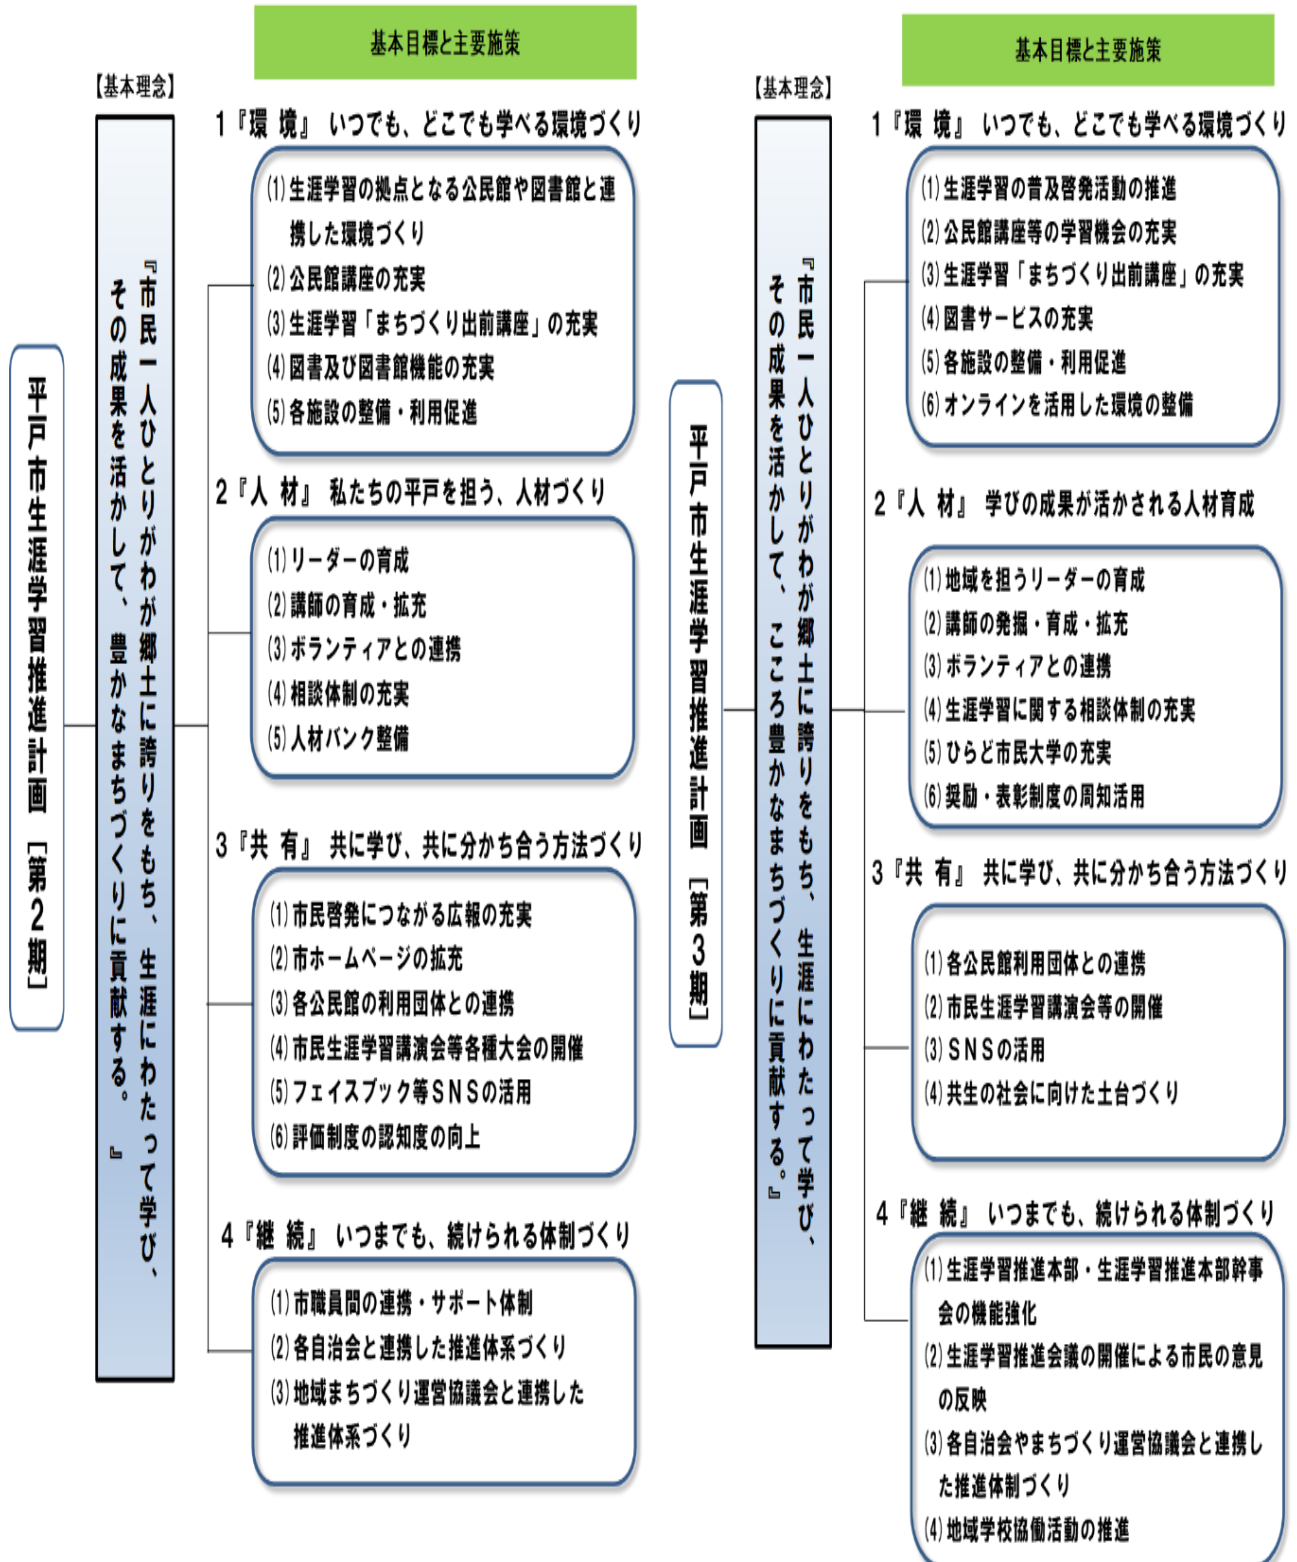 平戸市生涯学習推進計画［第２期］
【基本理念】
『市民一人ひとりがわが郷土に誇りをもち、生涯にわたって学び、
その成果を活かして、豊かなまちづくりに貢献する。』
基本目標と主要施策
1『環 境』 いつでも、どこでも学べる環境づくり
(1)生涯学習の拠点となる公民館や図書館と連
携した環境づくり
(2)公民館講座の充実
(3)生涯学習「まちづくり出前講座」の充実
(4)図書及び図書館機能の充実
(5)各施設の整備・利用促進
2『人 材』 私たちの平戸を担う、人材づくり
(1)リーダーの育成
(2)講師の育成・拡充
(3)ボランティアとの連携
(4)相談体制の充実
(5)人材バンク整備
3『共 有』 共に学び、共に分かち合う方法づくり
(1)市民啓発につながる広報の充実
(2)市ホームページの拡充
(3)各公民館の利用団体との連携
(4)市民生涯学習講演会等各種大会の開催
(5)フェイスブック等ＳＮＳの活用
(6)評価制度の認知度の向上
4『継 続』 いつまでも、続けられる体制づくり
(1)市職員間の連携・サポート体制
(2)各自治会と連携した推進体系づくり
(3)地域まちづくり運営協議会と連携した
推進体系づくり
平戸市生涯学習推進計画［第３期］
【基本理念】
『市民一人ひとりがわが郷土に誇りをもち、生涯にわたって学び、
その成果を活かして、こころ豊かなまちづくりに貢献する。』
基本目標と主要施策
1『環 境』 いつでも、どこでも学べる環境づくり
(1)生涯学習の普及啓発活動の推進
(2)公民館講座等の学習機会の充実
(3)生涯学習「まちづくり出前講座」の充実
(4)図書サービスの充実
(5)各施設の整備・利用促進
(6)オンラインを活用した環境の整備
2『人 材』 学びの成果が活かされる人材育成
(1)地域を担うリーダーの育成
(2)講師の発掘・育成・拡充
(3)ボランティアとの連携
(4)生涯学習に関する相談体制の充実
(5)ひらど市民大学の充実
(6)奨励・表彰制度の周知活用
3『共 有』 共に学び、共に分かち合う方法づくり
(1)各公民館利用団体との連携
(2)市民生涯学習講演会等の開催
(3)ＳＮＳの活用
(4)共生の社会に向けた土台づくり
4『継 続』 いつまでも、続けられる体制づくり
(1)生涯学習推進本部・生涯学習推進本部幹事
会の機能強化
(2)生涯学習推進会議の開催による市民の意見
の反映
(3)各自治会やまちづくり運営協議会と連携し
た推進体制づくり
(4)地域学校協働活動の推進